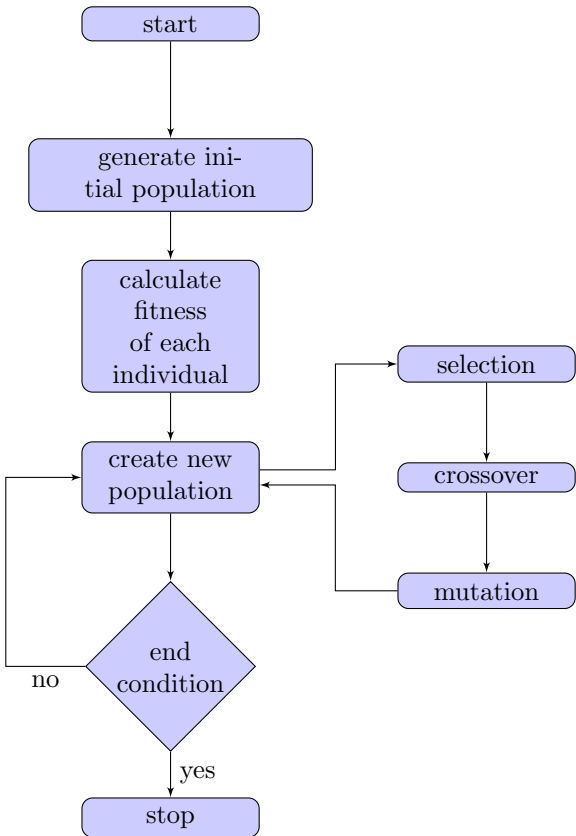 start
generate ini-
tial population
calculate
fitness
of each
individual
create new
population
selection
crossover
mutation
end
condition
no
yes
stop